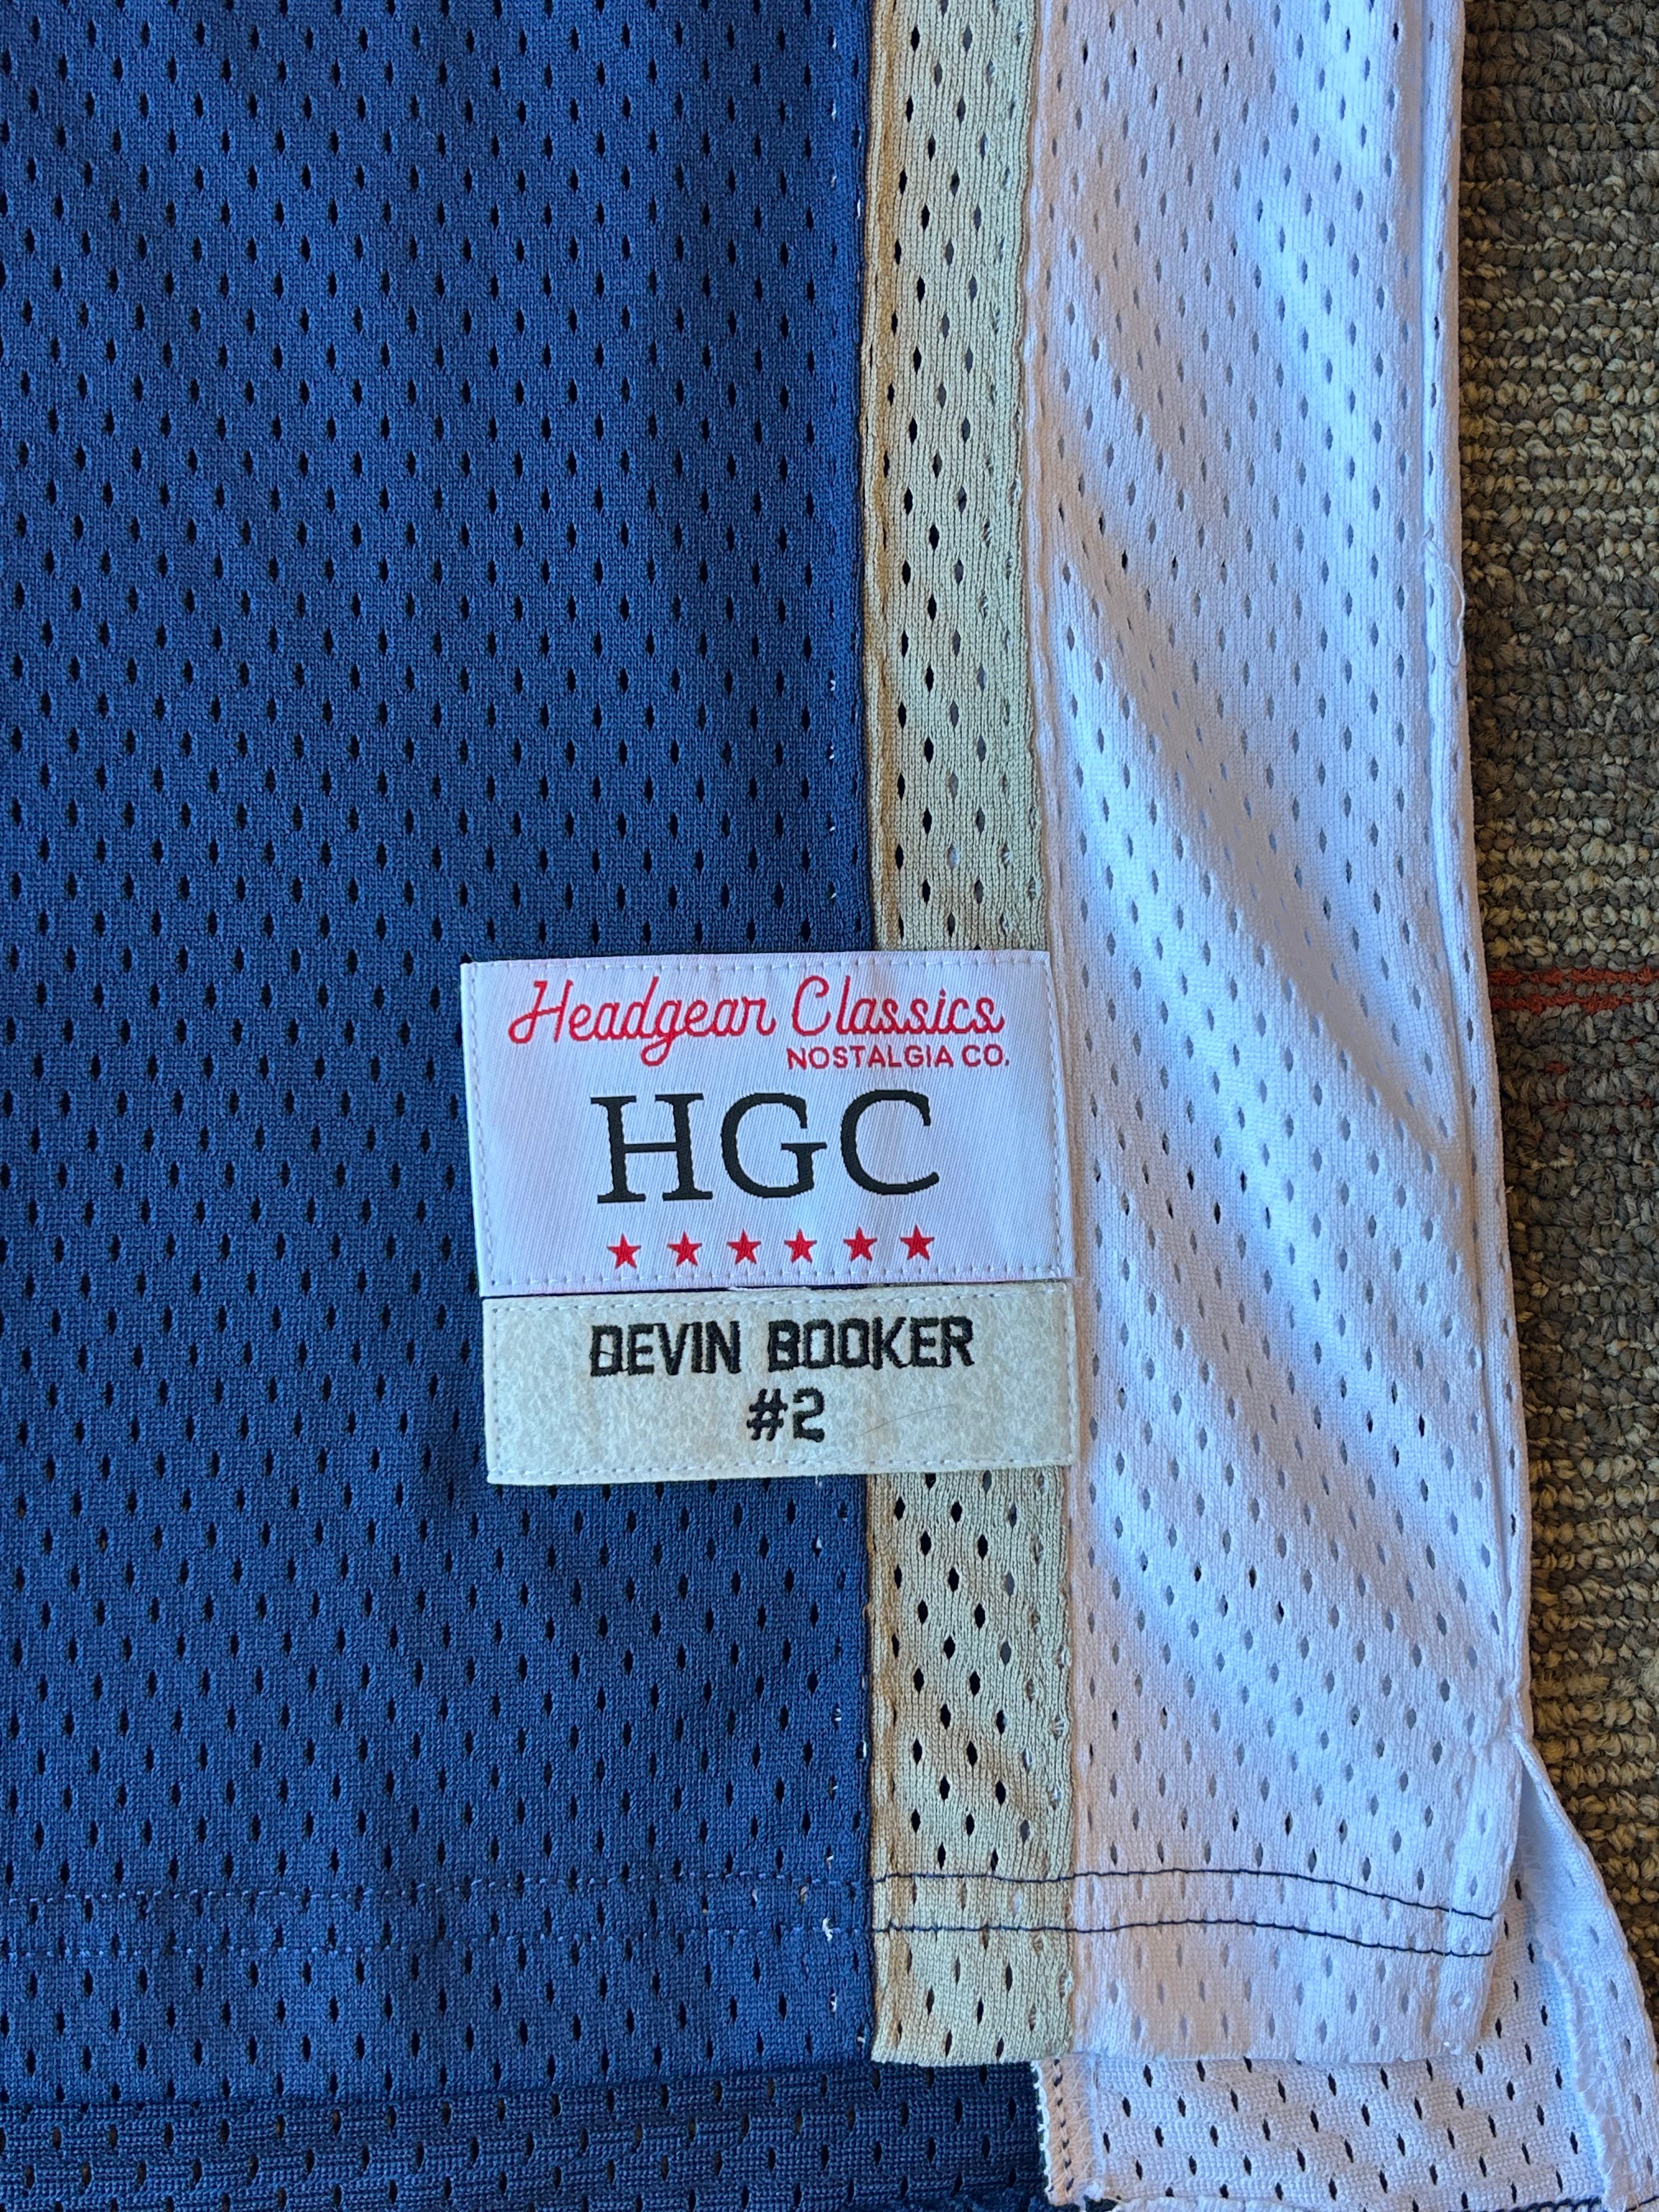 Headgear Classics
NOSTALGIA CO.
HGC
DEVIN BOOKER
#2